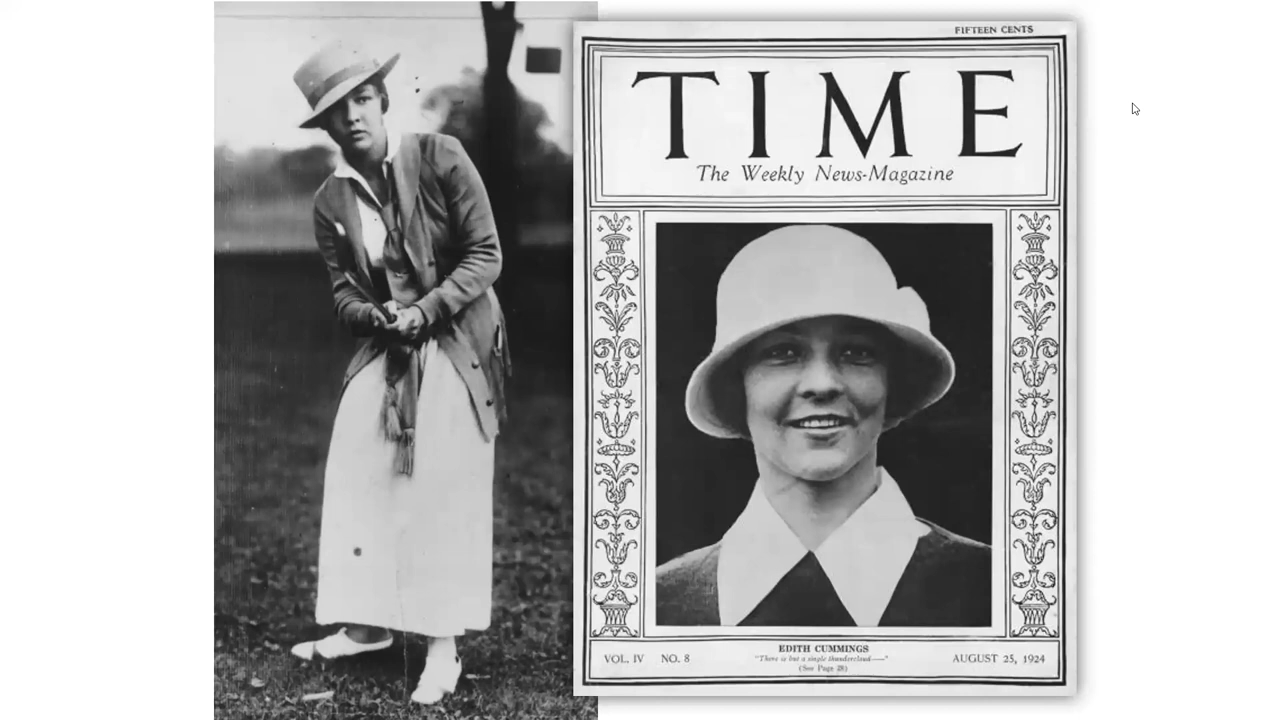 FIFTEEN CENTS
TIME
The Weekly News-Magazine
VOL. IV NO. 8
EDITH CUMMINGS
"There is but a single thundercloud—"
(See Page 28)
AUGUST 25, 1924